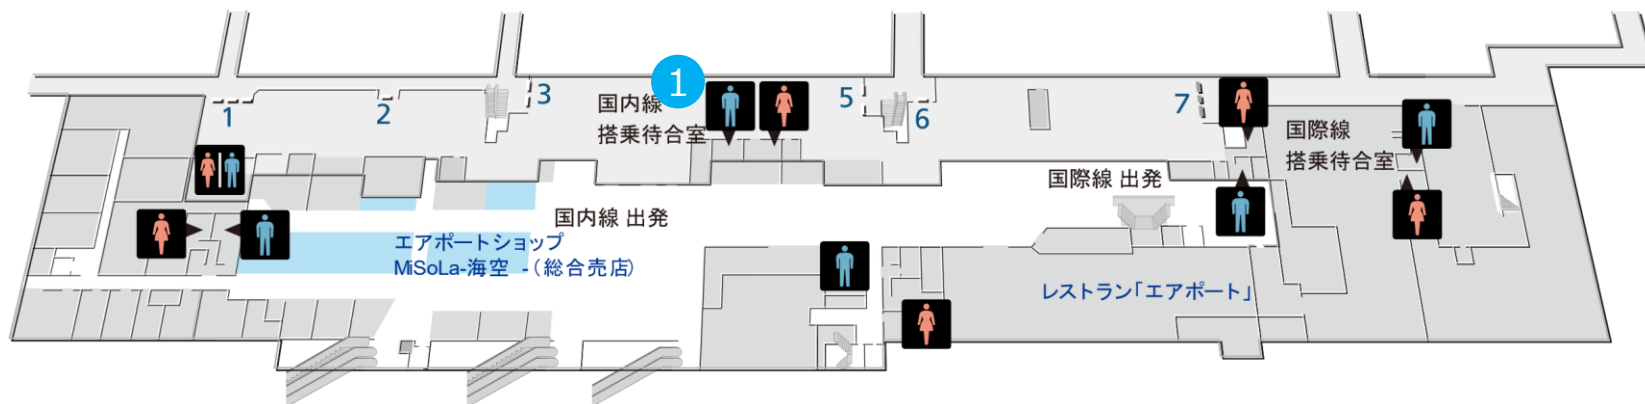 1
2
3
国内線
搭乗待合室
1
5
6
7
国際線
搭乗待合室
国際線 出発
国内線 出発
エアポートショップ
MiSoLa-海空 -(総合売店)
レストラン「エアポート」